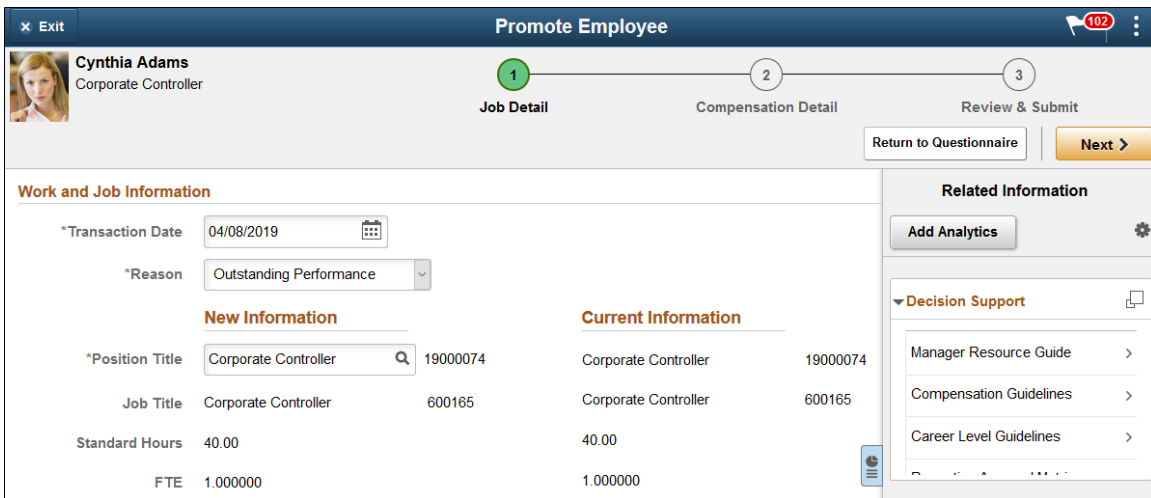 × Exit
Promote Employee
102
Cynthia Adams
Corporate Controller
1
2
3
Job Detail
Compensation Detail
Review & Submit
Return to Questionnaire
Next
Work and Job Information
*Transaction Date 04/08/2019
*Reason Outstanding Performance
New Information Current Information
*Position Title Corporate Controller 19000074 Corporate Controller 19000074
Job Title Corporate Controller 600165 Corporate Controller 600165
Standard Hours 40.00 40.00
FTE 1.000000 1.000000
Related Information
Add Analytics
Decision Support
Manager Resource Guide
Compensation Guidelines
Career Level Guidelines